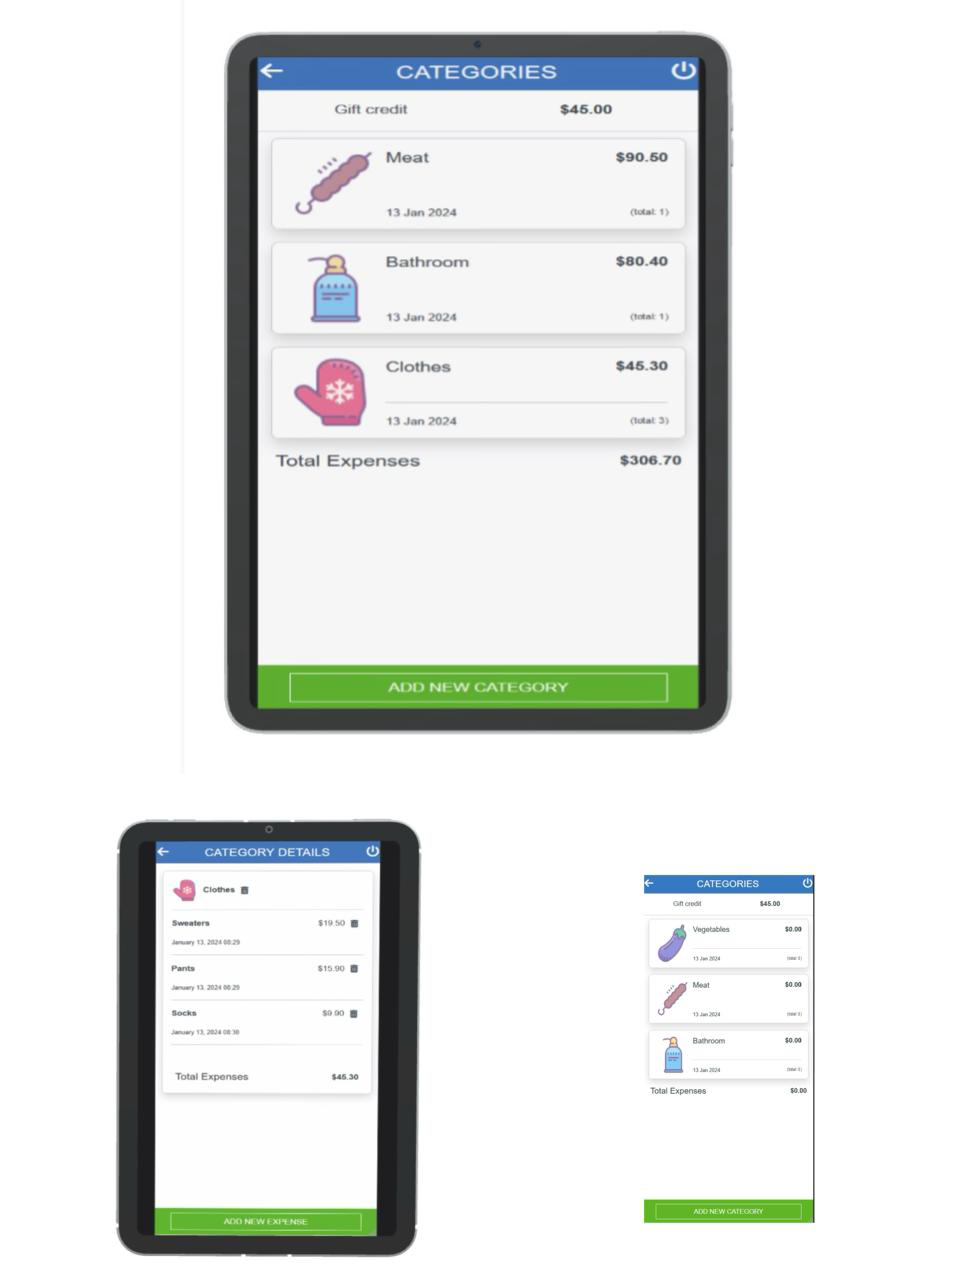 CATEGORIES
Gift credit $45.00
Meat $90.50
13 Jan 2024 (total: 1)
Bathroom $80.40
13 Jan 2024 (total: 1)
Clothes $45.30
13 Jan 2024 (total: 3)
Total Expenses $306.70
ADD NEW CATEGORY
CATEGORY DETAILS
Clothes
Sweaters $19.50
January 13, 2024 08:29
Pants $15.90
January 13, 2024 08:29
Socks $9.90
January 13, 2024 08:30
Total Expenses $45.30
ADD NEW EXPENSE
CATEGORIES
Gift credit $45.00
Vegetables $0.00
13 Jan 2024 (total: 0)
Meat $0.00
13 Jan 2024 (total: 0)
Bathroom $0.00
13 Jan 2024 (total: 0)
Total Expenses $0.00
ADD NEW CATEGORY